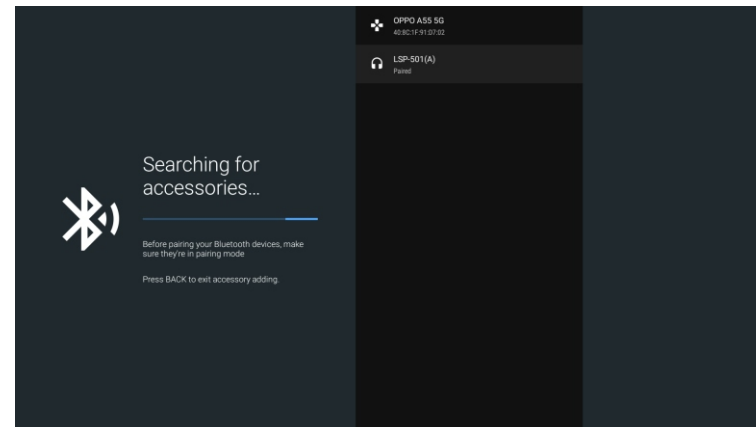 OPPO A55 5G
40:8C:1F:91:D7:02
LSP-501(A)
Paired
Searching for
accessories...
Before pairing your Bluetooth devices, make
sure they're in pairing mode
Press BACK to exit accessory adding.